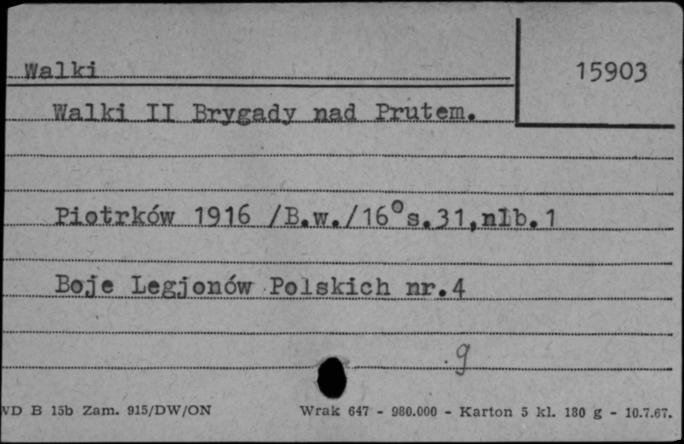 Walki
15903
Walki II Brygady nad Prutem.
Piotrków 1916 /B.w./16° s.31,nlb.1
Boje Legjonów Polskich nr.4
.9
WD B 15b Zam. 915/DW/ON Wrak 647 - 980.000 - Karton 5 kl. 180 g - 10.7.67.